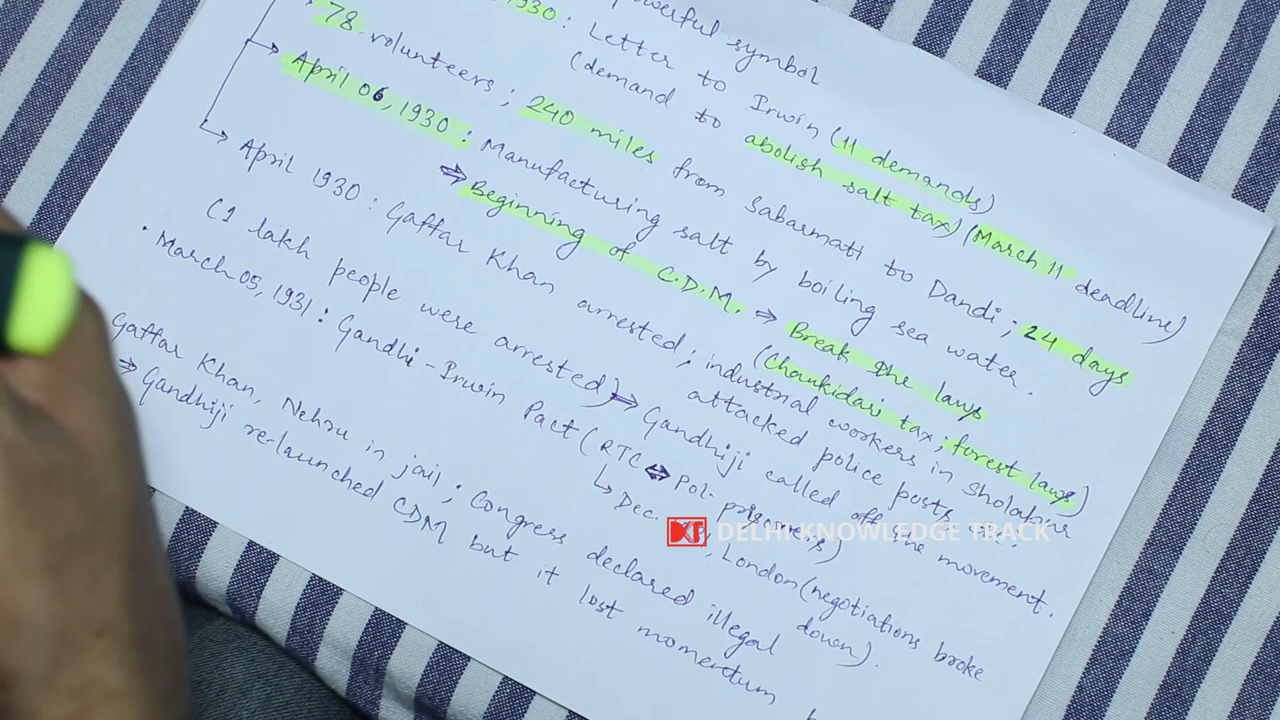 powerful symbol
1930 : Letter to Irwin (11 demands)
(demand to abolish salt tax) (March 11 deadline)
78 volunteers ; 240 miles from Sabarmati to Dandi ; 24 days
April 06, 1930 : Manufacturing salt by boiling sea water.
⇒ Beginning of C.D.M. ⇒ Break the laws
(Chaukidari tax ; forest laws)
April 1930 : Gaffar Khan arrested ; industrial workers in Sholapur
attacked police posts
(1 lakh people were arrested) ⇒ Gandhiji called off the movement.
· March 05, 1931 : Gandhi-Irwin Pact (RTC ⇔ Pol. prisoners)
↳ Dec. London (negotiations broke
down).
Gaffar Khan, Nehru in jail ; Congress declared illegal
⇒ Gandhiji re-launched CDM but it lost momentum
DELHI KNOWLEDGE TRACK